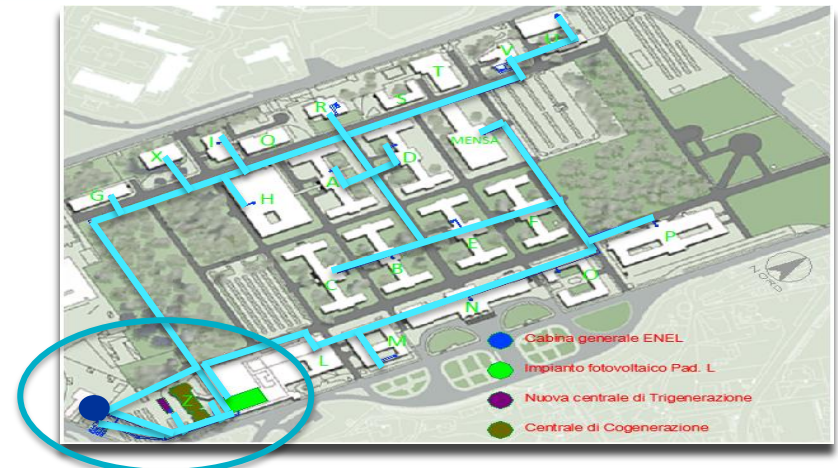 U
V
T
S
R
Q
I
X
G
MENSA
D
A
H
F
E
B
C
P
O
N
M
L
Z
NORD
Cabina generale ENEL
Impianto fotovoltaico Pad. L
Nuova centrale di Trigenerazione
Centrale di Cogenerazione